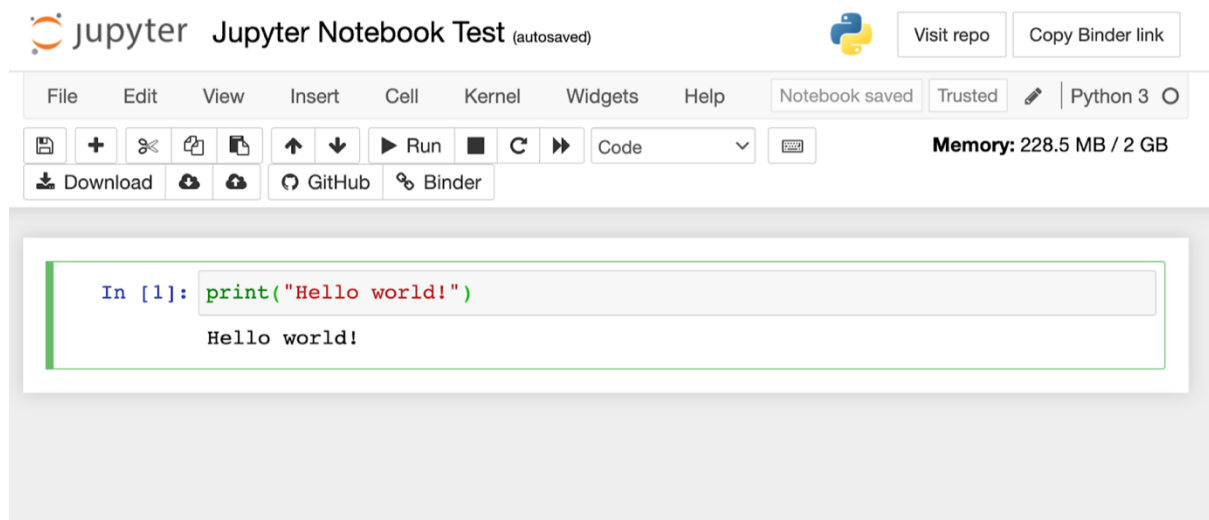 jupyter Jupyter Notebook Test (autosaved) Visit repo Copy Binder link
File Edit View Insert Cell Kernel Widgets Help Notebook saved Trusted Python 3
Run Code Memory: 228.5 MB / 2 GB
Download GitHub Binder
In [1]: print("Hello world!")
Hello world!